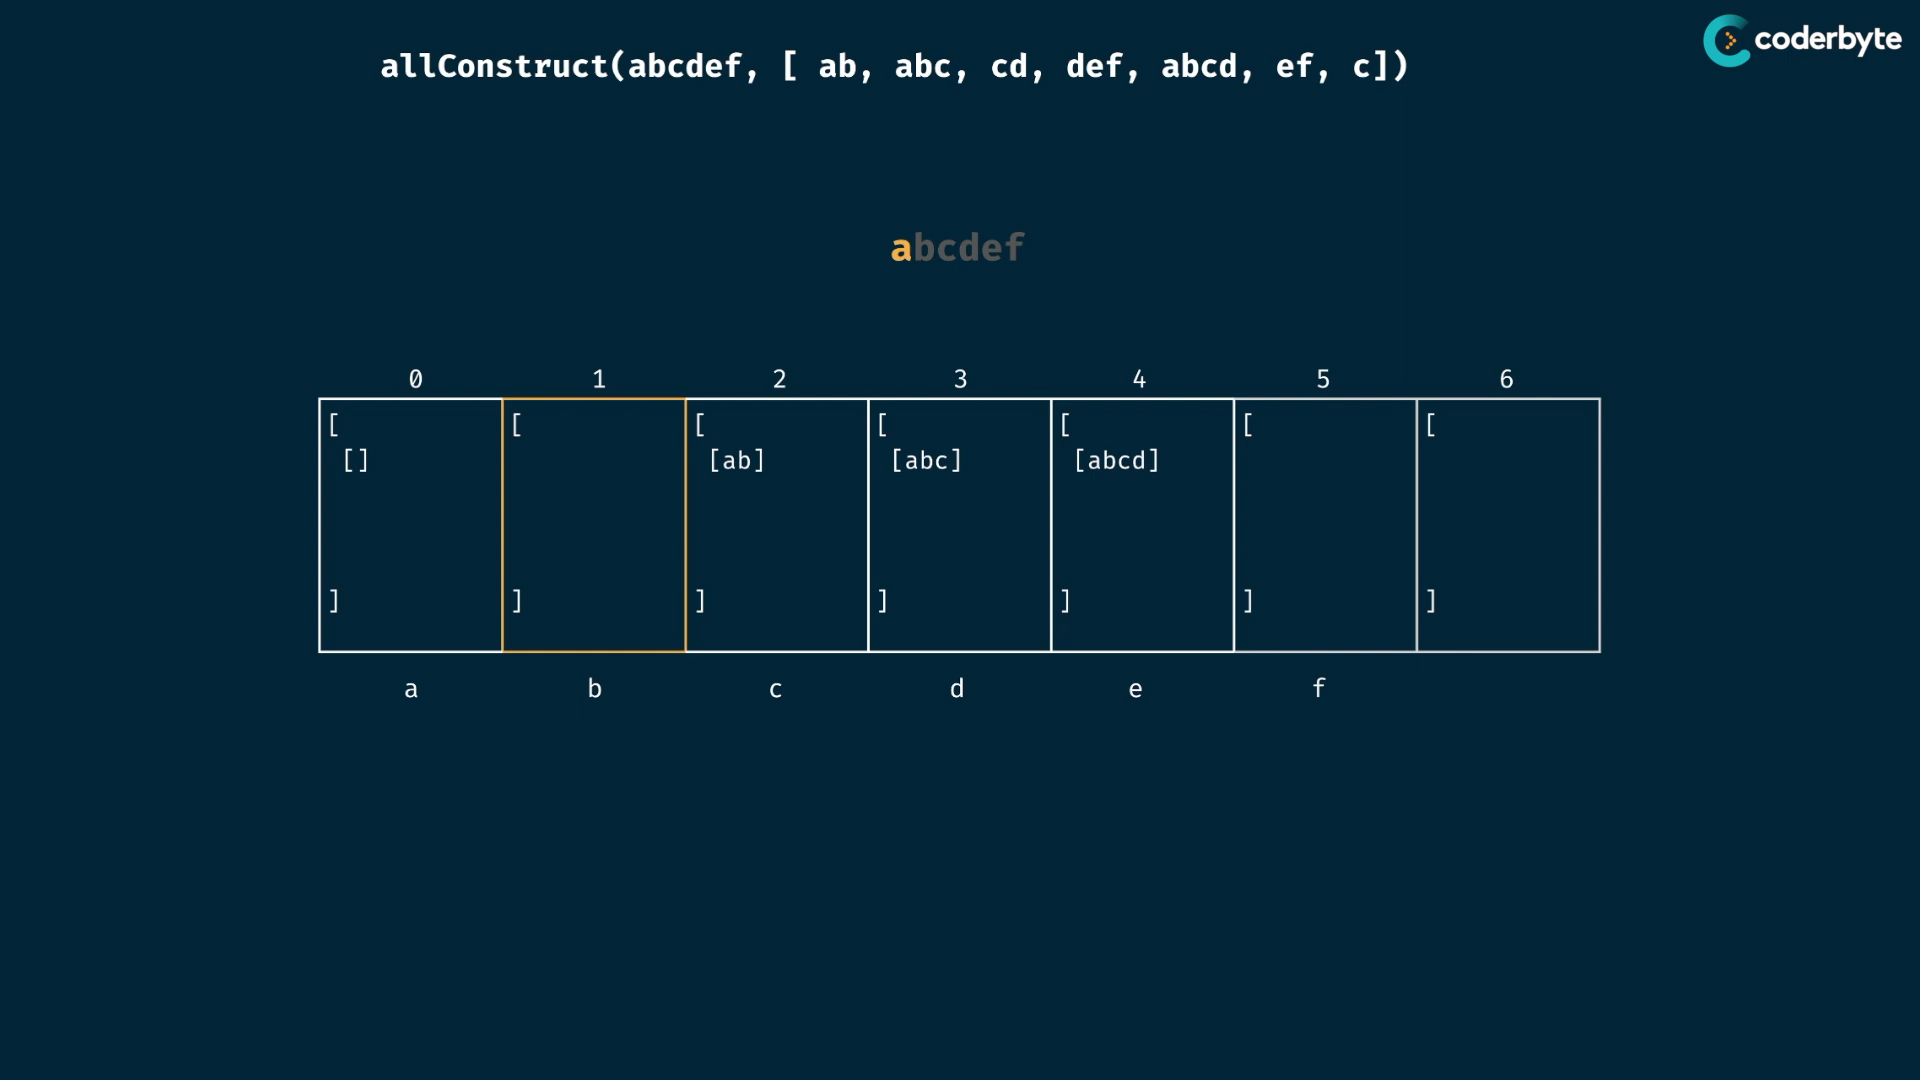 coderbyte
allConstruct(abcdef, [ ab, abc, cd, def, abcd, ef, c])
abcdef
0 1 2 3 4 5 6
[ [ [ [ [ [ [
[] [ab] [abc] [abcd]
] ] ] ] ] ] ]
a b c d e f